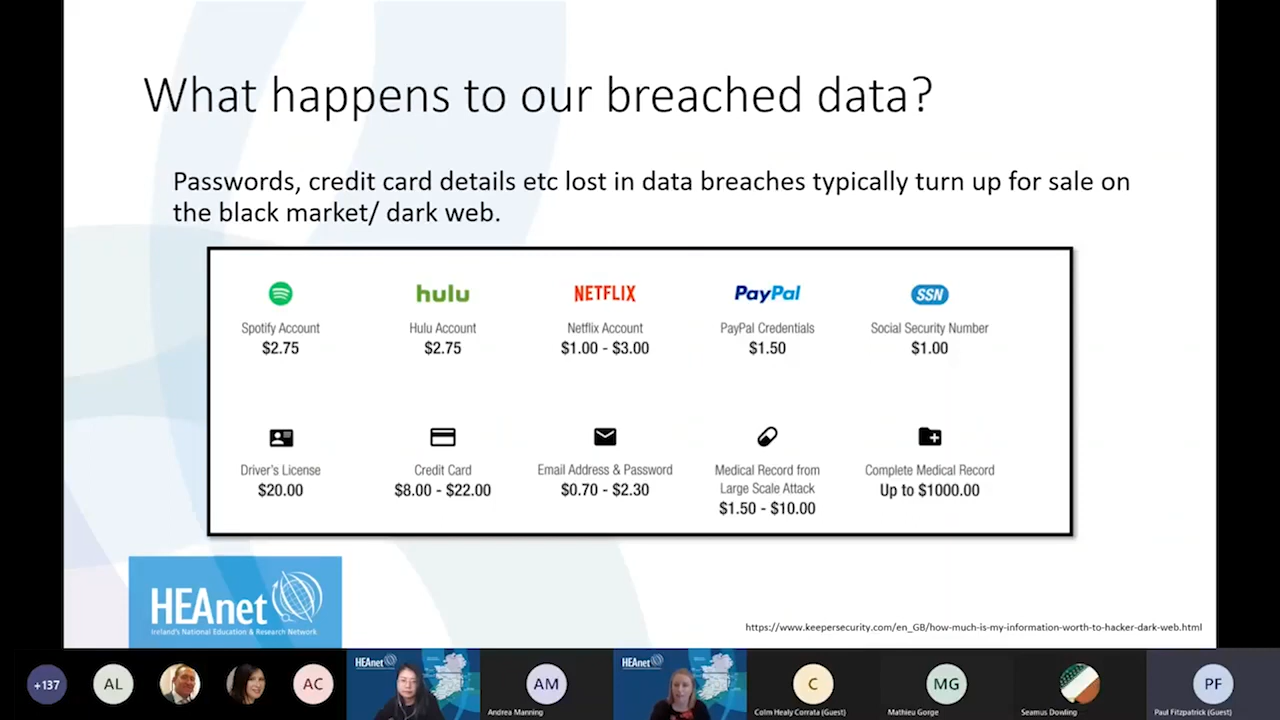 What happens to our breached data?
Passwords, credit card details etc lost in data breaches typically turn up for sale on
the black market/ dark web.
hulu
NETFLIX
PayPal
SSN
Spotify Account
Hulu Account
Netflix Account
PayPal Credentials
Social Security Number
$2.75
$2.75
$1.00 - $3.00
$1.50
$1.00
Driver's License
$20.00
Credit Card
$8.00 - $22.00
Email Address & Password
$0.70 - $2.30
Medical Record from
Large Scale Attack
$1.50 - $10.00
Complete Medical Record
Up to $1000.00
HEAnet
Ireland's National Education & Research Network
https://www.keepersecurity.com/en_GB/how-much-is-my-information-worth-to-hacker-dark-web.html
+137
AL
AC
HEAnet
AM
Andrea Manning
HEAnet
C
Colm Healy Corrata (Guest)
MG
Mathieu Gorge
Seamus Dowling
PF
Paul Fitzpatrick (Guest)